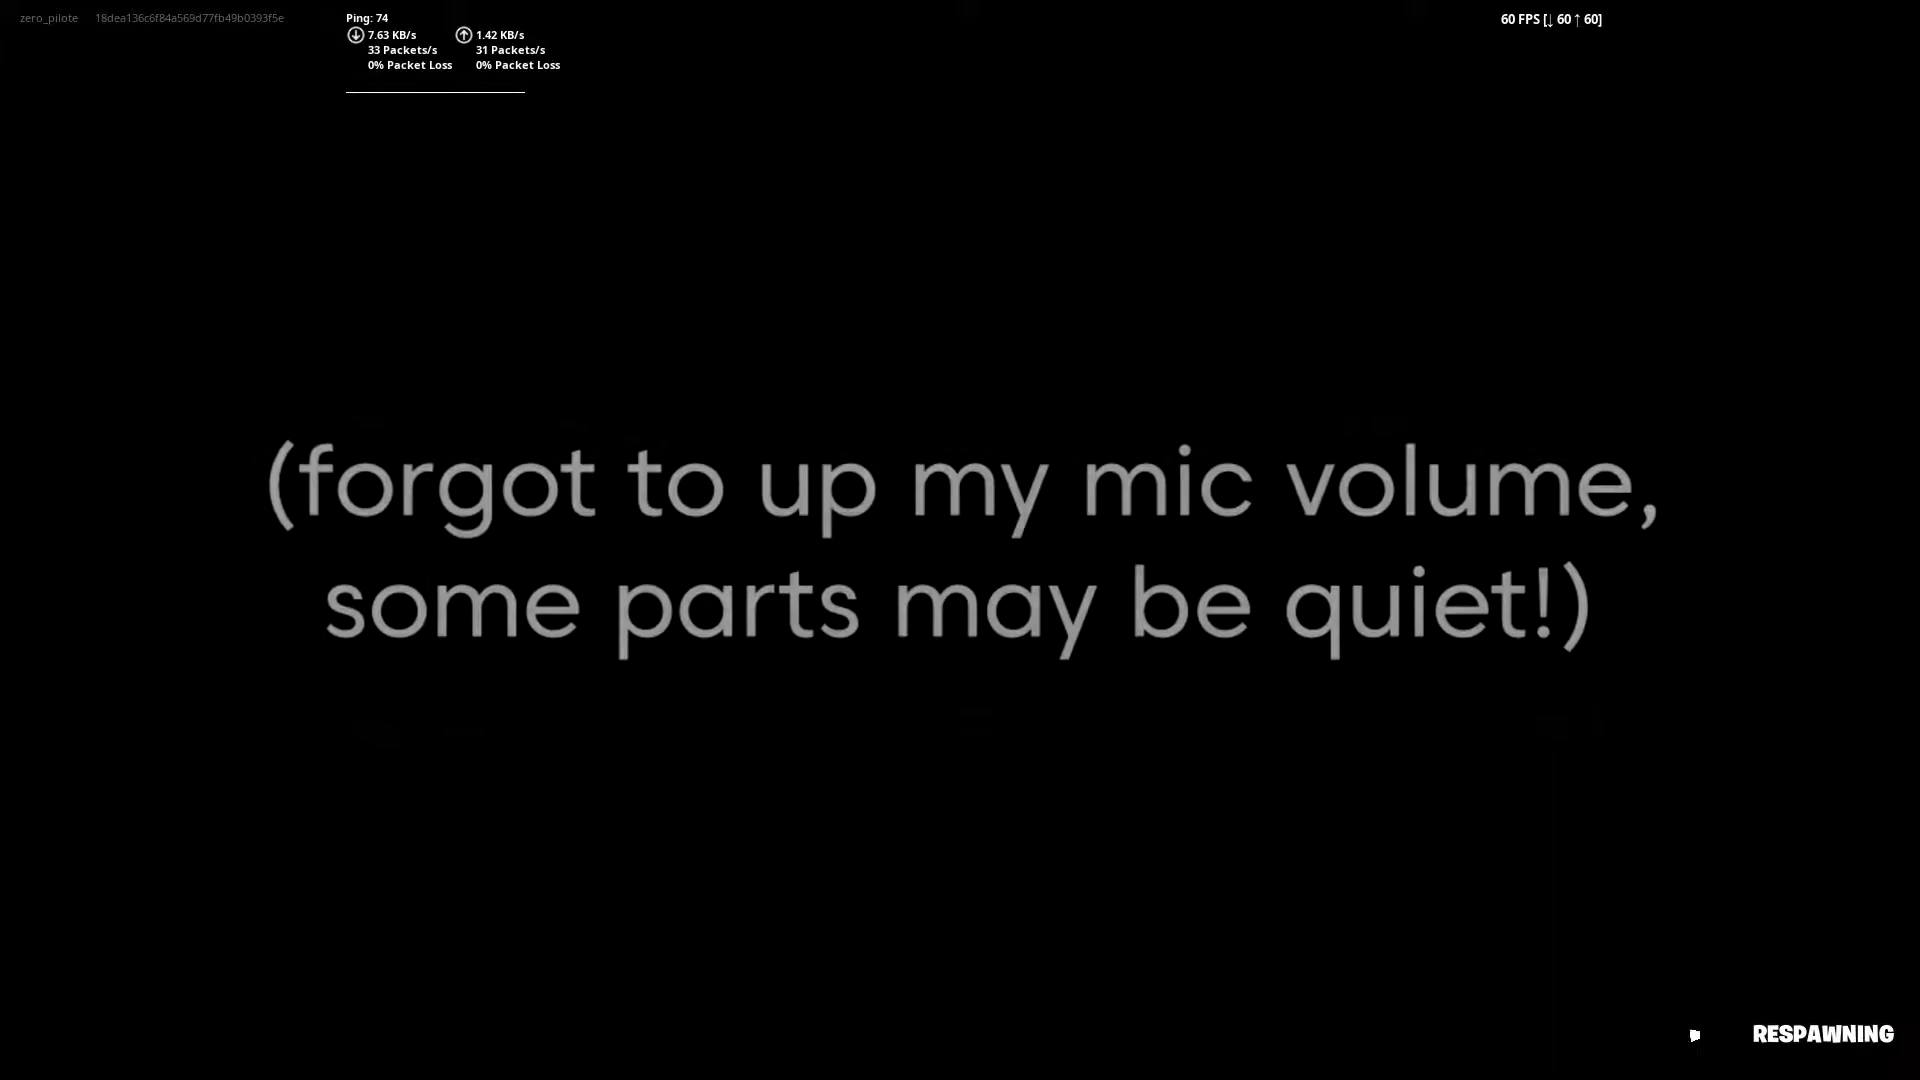 zero_pilote 18dea136c6f84a569d77fb49b0393f5e
Ping: 74
7.63 KB/s 1.42 KB/s
33 Packets/s 31 Packets/s
0% Packet Loss 0% Packet Loss
60 FPS [↓ 60 ↑ 60]
(forgot to up my mic volume,
some parts may be quiet!)
RESPAWNING